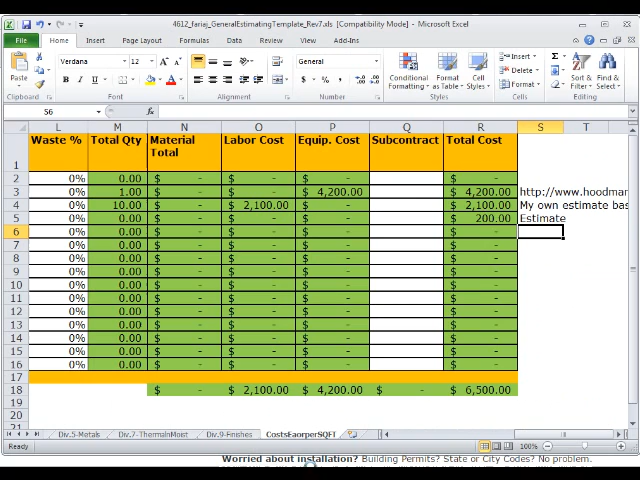 4612_fariaj_GeneralEstimatingTemplate_Rev7.xls [Compatibility Mode] - Microsoft Excel
File Home Insert Page Layout Formulas Data Review View Add-Ins
Paste Verdana 12 General Conditional Formatting Format as Table Cell Styles Insert Delete Format Sort & Filter Find & Select
Clipboard Font Alignment Number Styles Cells Editing
S6 fx
L M N O P Q R S T
1 Waste % Total Qty Material Total Labor Cost Equip. Cost Subcontract Total Cost
2 0% 0.00 $ - $ - $ - $ -
3 0% 1.00 $ - $ - $ 4,200.00 $ 4,200.00 http://www.hoodmar
4 0% 10.00 $ - $ 2,100.00 $ - $ 2,100.00 My own estimate bas
5 0% 0.00 $ - $ - $ - $ 200.00 Estimate
6 0% 0.00 $ - $ - $ - $ -
7 0% 0.00 $ - $ - $ - $ -
8 0% 0.00 $ - $ - $ - $ -
9 0% 0.00 $ - $ - $ - $ -
10 0% 0.00 $ - $ - $ - $ -
11 0% 0.00 $ - $ - $ - $ -
12 0% 0.00 $ - $ - $ - $ -
13 0% 0.00 $ - $ - $ - $ -
14 0% 0.00 $ - $ - $ - $ -
15 0% 0.00 $ - $ - $ - $ -
16 0% 0.00 $ - $ - $ - $ -
17
18 $ - $ 2,100.00 $ 4,200.00 $ - $ 6,500.00
19
20
21
Div.5-Metals Div.7-ThermalnMoist Div.9-Finishes CostsEaorperSQFT
Ready 100%
Worried about installation? Building Permits? State or City Codes? No problem.